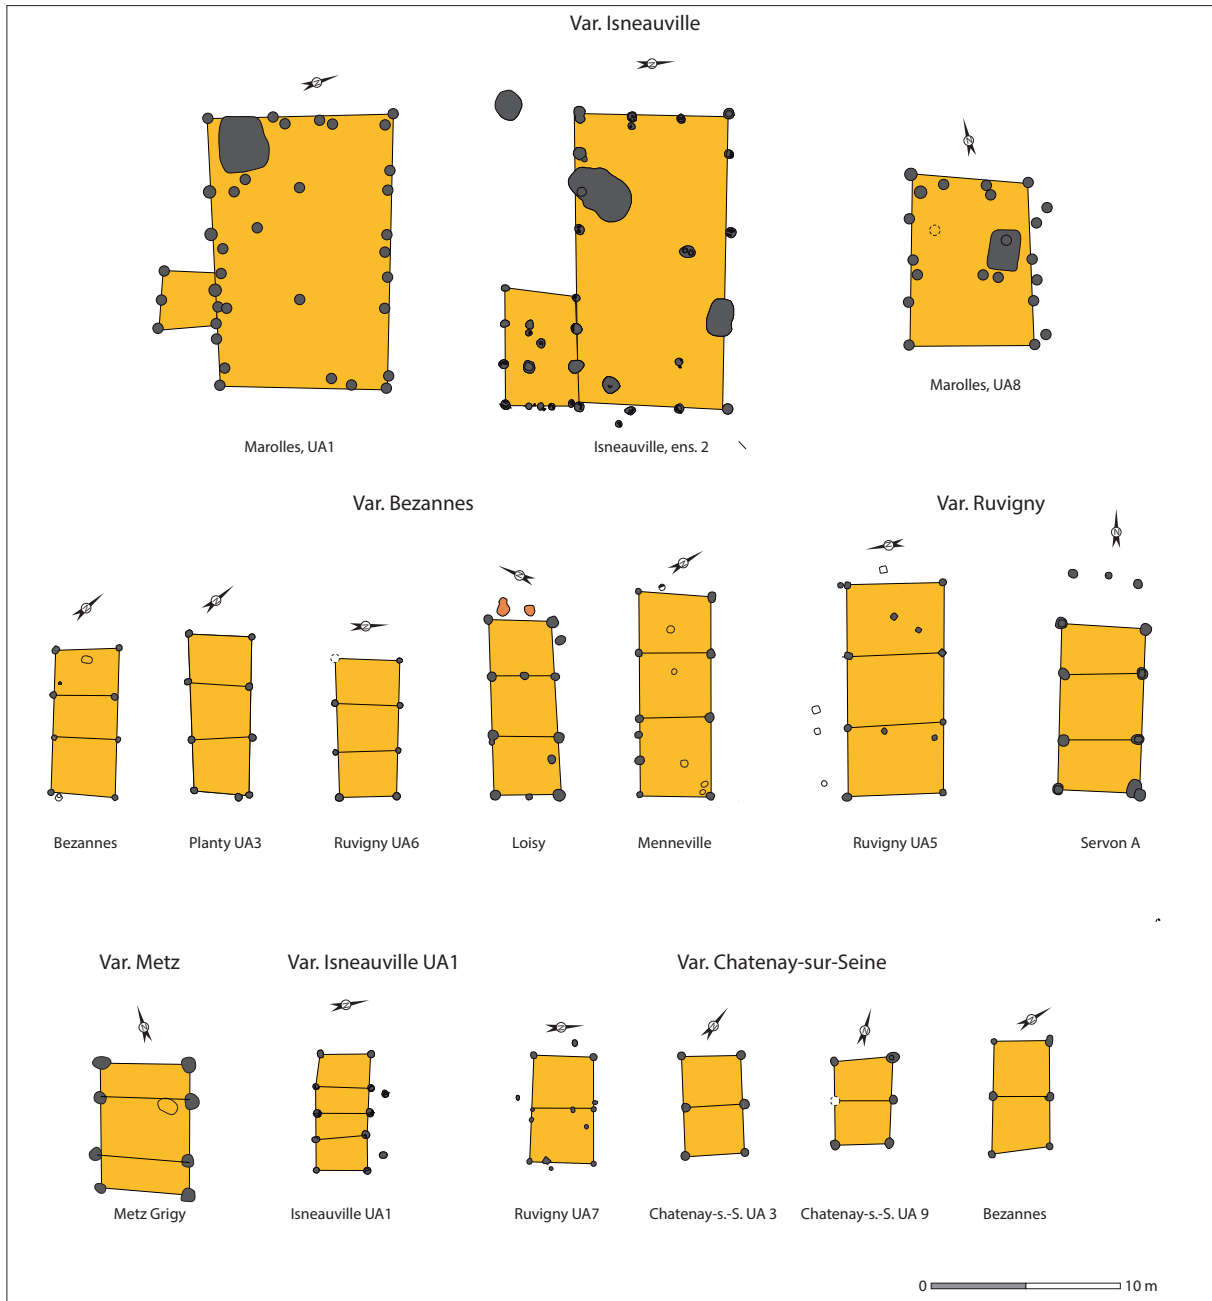 Var. Isneauville
N N N
Marolles, UA1 Isneauville, ens. 2 Marolles, UA8
Var. Bezannes Var. Ruvigny
N N N N N N N
Bezannes Planty UA3 Ruvigny UA6 Loisy Menneville Ruvigny UA5 Servon A
Var. Metz Var. Isneauville UA1 Var. Chatenay-sur-Seine
N N N N N N
Metz Grigy Isneauville UA1 Ruvigny UA7 Chatenay-s.-S. UA 3 Chatenay-s.-S. UA 9 Bezannes
0 10 m